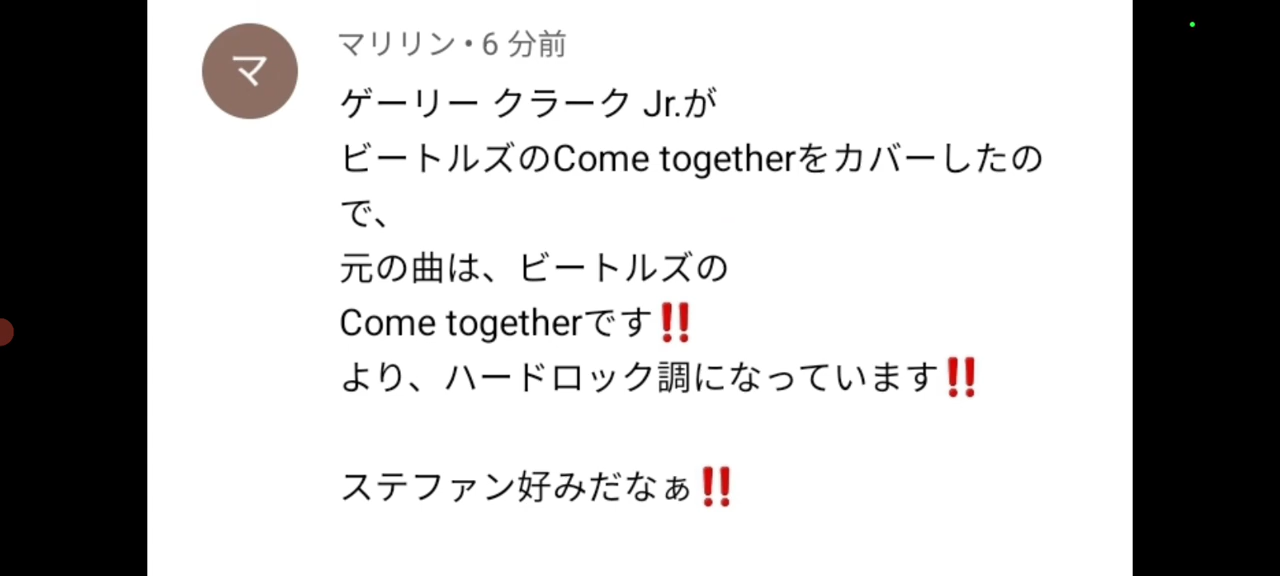 マ
マリリン • 6 分前
ゲーリー クラーク Jr.が
ビートルズのCome togetherをカバーしたの
で、
元の曲は、ビートルズの
Come togetherです‼️
より、ハードロック調になっています‼️
ステファン好みだなぁ‼️